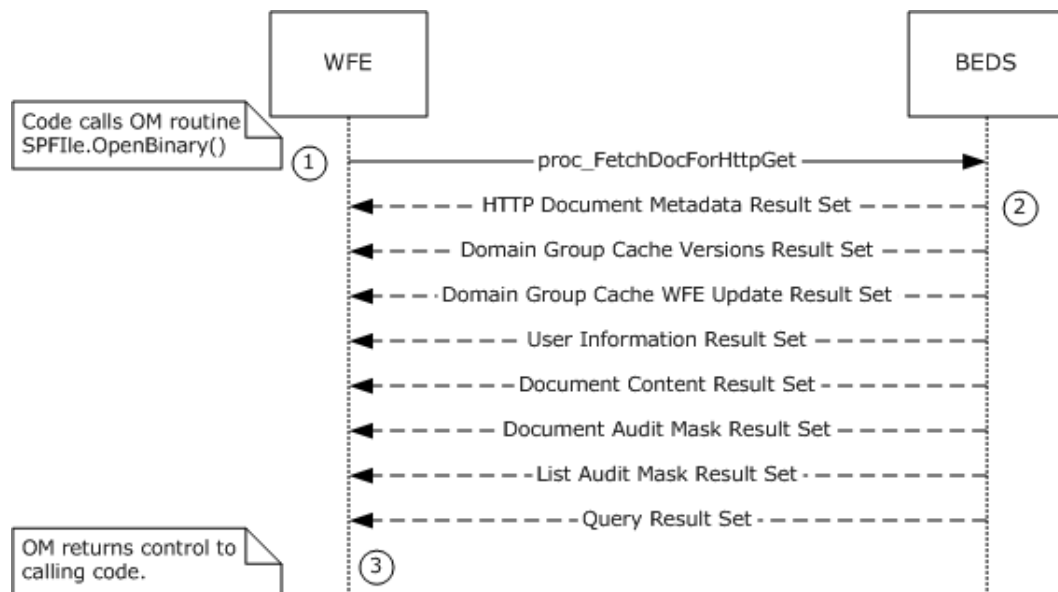 WFE
BEDS
Code calls OM routine
SPFIle.OpenBinary()
1
proc_FetchDocForHttpGet
HTTP Document Metadata Result Set
2
Domain Group Cache Versions Result Set
Domain Group Cache WFE Update Result Set
User Information Result Set
Document Content Result Set
Document Audit Mask Result Set
List Audit Mask Result Set
Query Result Set
OM returns control to
calling code.
3